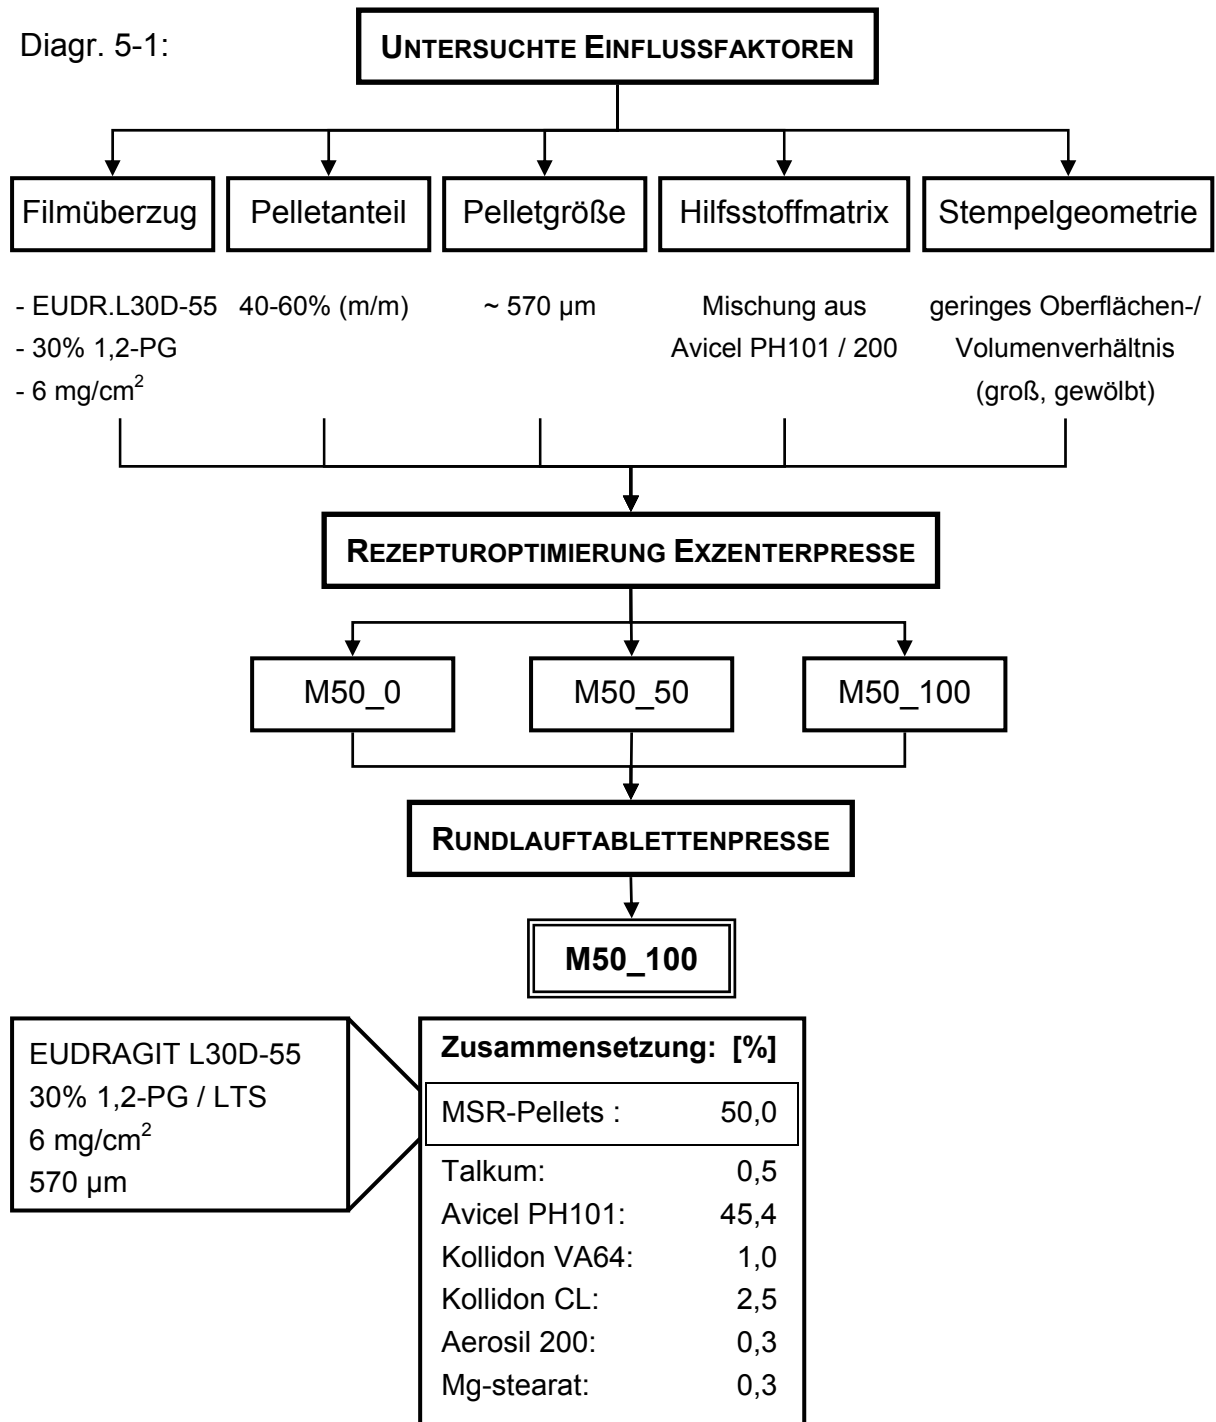 Diagr. 5-1:
UNTERSUCHTE EINFLUSSFAKTOREN
Filmüberzug
Pelletanteil
Pelletgröße
Hilfsstoffmatrix
Stempelgeometrie
- EUDR.L30D-55
- 30% 1,2-PG
- 6 mg/cm²
40-60% (m/m)
~ 570 µm
Mischung aus
Avicel PH101 / 200
geringes Oberflächen-/
Volumenverhältnis
(groß, gewölbt)
REZEPTUROPTIMIERUNG EXZENTERPRESSE
M50_0
M50_50
M50_100
RUNDLAUFTABLETTENPRESSE
M50_100
EUDRAGIT L30D-55
30% 1,2-PG / LTS
6 mg/cm²
570 µm
Zusammensetzung: [%]
MSR-Pellets : 50,0
Talkum: 0,5
Avicel PH101: 45,4
Kollidon VA64: 1,0
Kollidon CL: 2,5
Aerosil 200: 0,3
Mg-stearat: 0,3